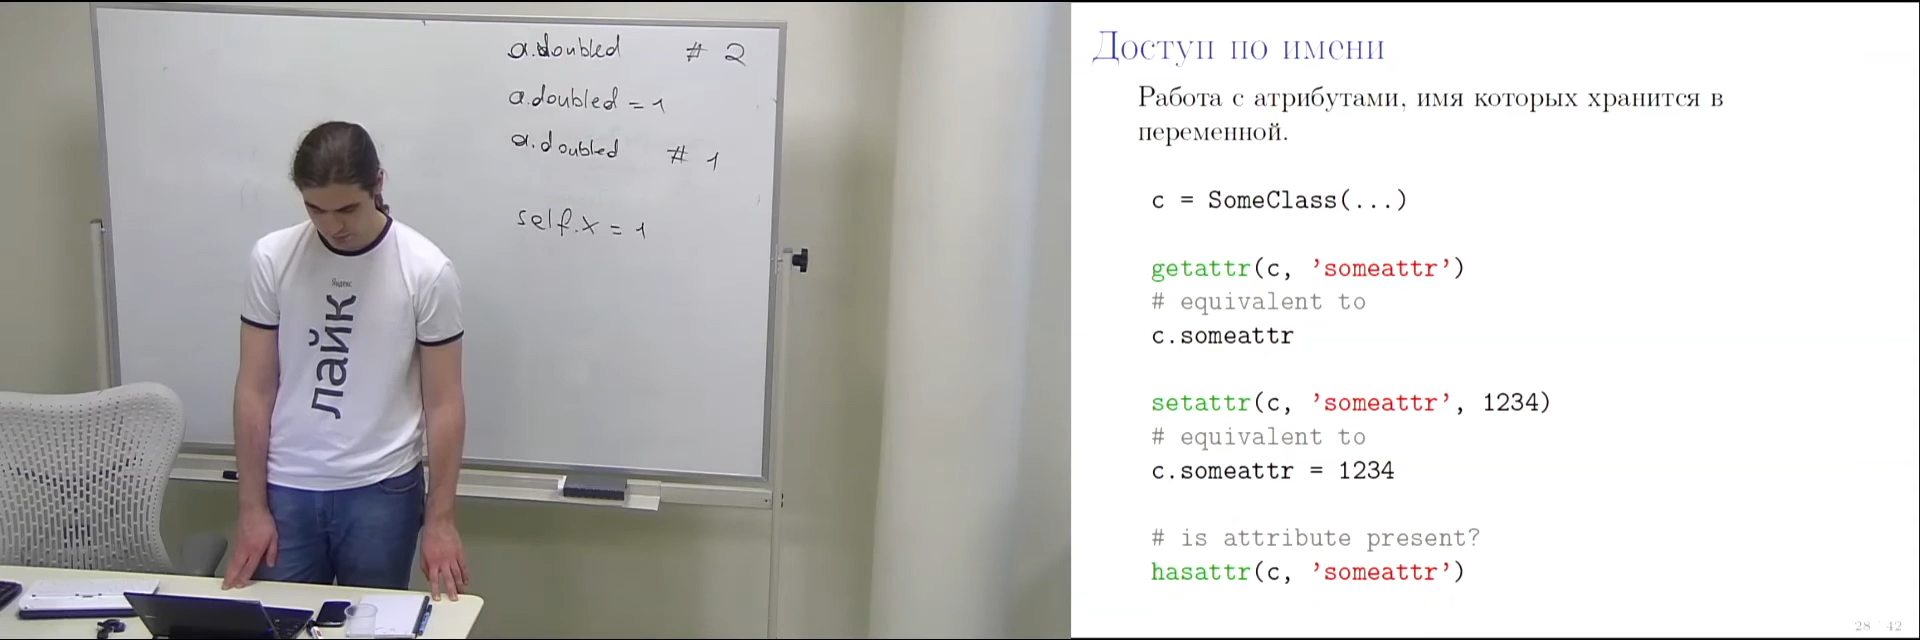 a.doubled # 2
a.doubled = 1
a.doubled # 1
self.x = 1
Яндекс
лайк
Доступ по имени
Работа с атрибутами, имя которых хранится в
переменной.
c = SomeClass(...)
getattr(c, 'someattr')
# equivalent to
c.someattr
setattr(c, 'someattr', 1234)
# equivalent to
c.someattr = 1234
# is attribute present?
hasattr(c, 'someattr')
28 42